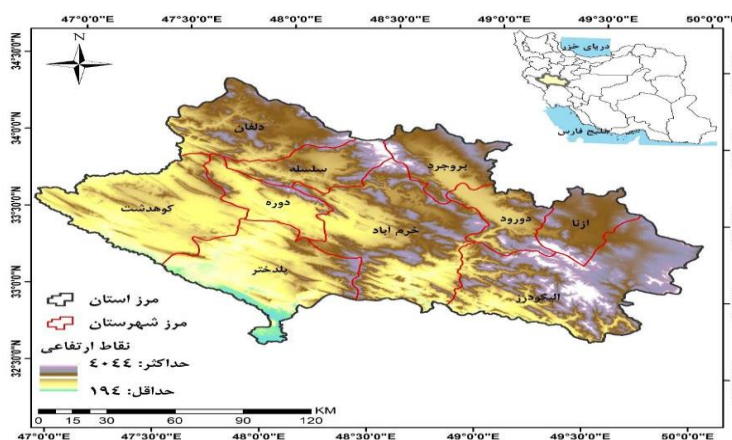 47°0'0"E 47°30'0"E 48°0'0"E 48°30'0"E 49°0'0"E 49°30'0"E 50°0'0"E
N
دریای خزر
خلیج فارس
34°30'0"N
34°0'0"N
33°30'0"N
33°0'0"N
32°30'0"N
دلفان
بروجرد
سلسله
دوره
کوهدشت
خرم آباد
دورود
ازنا
پلدختر
الیگودرز
مرز استان
مرز شهرستان
نقاط ارتفاعی
حداکثر: ۴۰۴۴
حداقل: ۱۹۴
KM
0 15 30 60 90 120
47°0'0"E 47°30'0"E 48°0'0"E 48°30'0"E 49°0'0"E 49°30'0"E 50°0'0"E